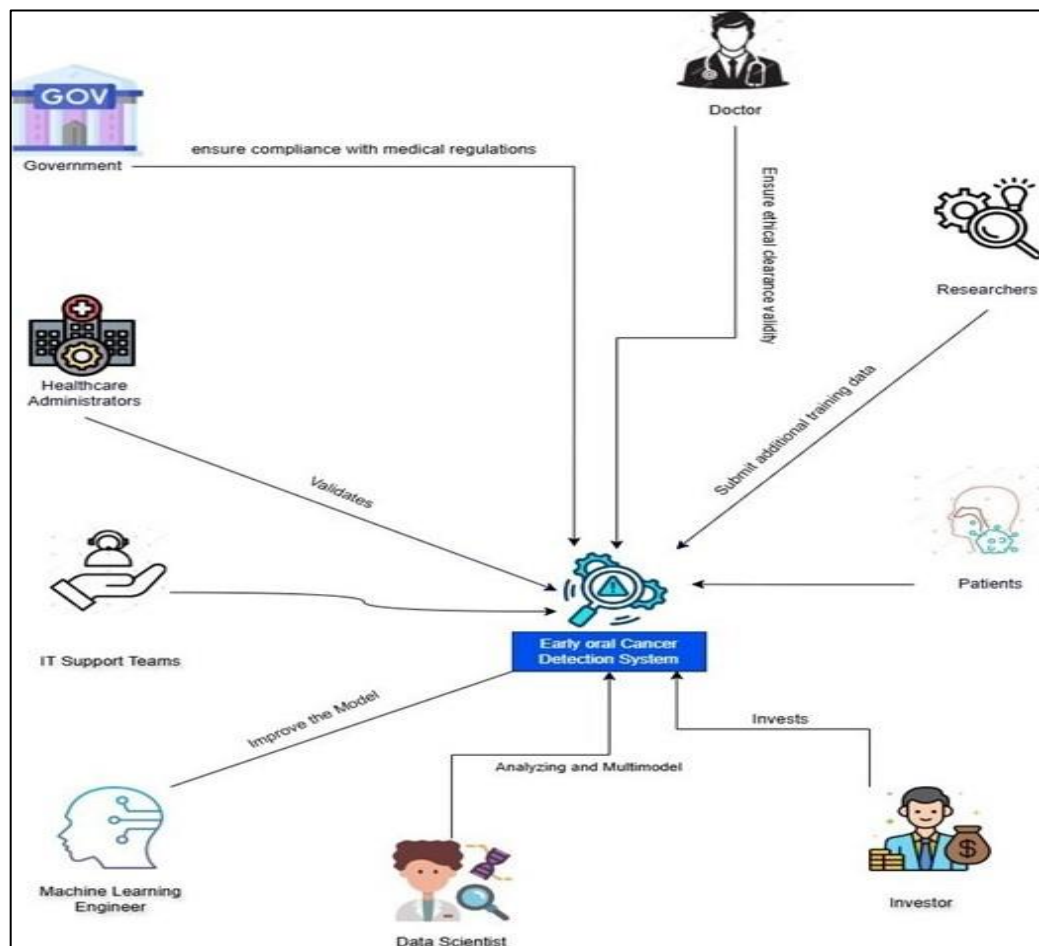 Doctor
GOV
Government
ensure compliance with medical regulations
Ensure ethical clearance validity
Researchers
Healthcare
Administrators
Submit additional training data
Validates
Patients
IT Support Teams
Early oral Cancer
Detection System
Improve the Model
Invests
Analyzing and Multimodel
$
Machine Learning
Engineer
Investor
Data Scientist